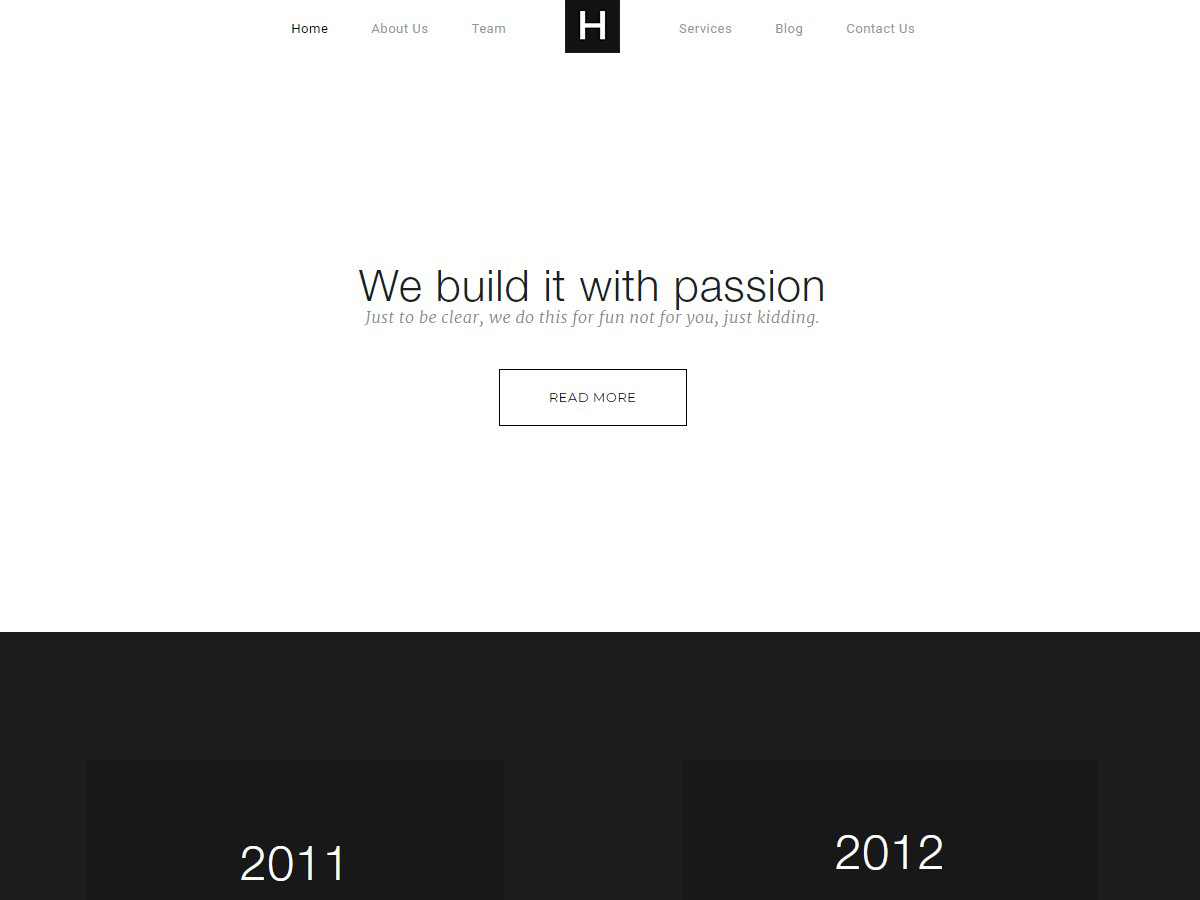 Home About Us Team H Services Blog Contact Us
We build it with passion
Just to be clear, we do this for fun not for you, just kidding.
READ MORE
2011 2012